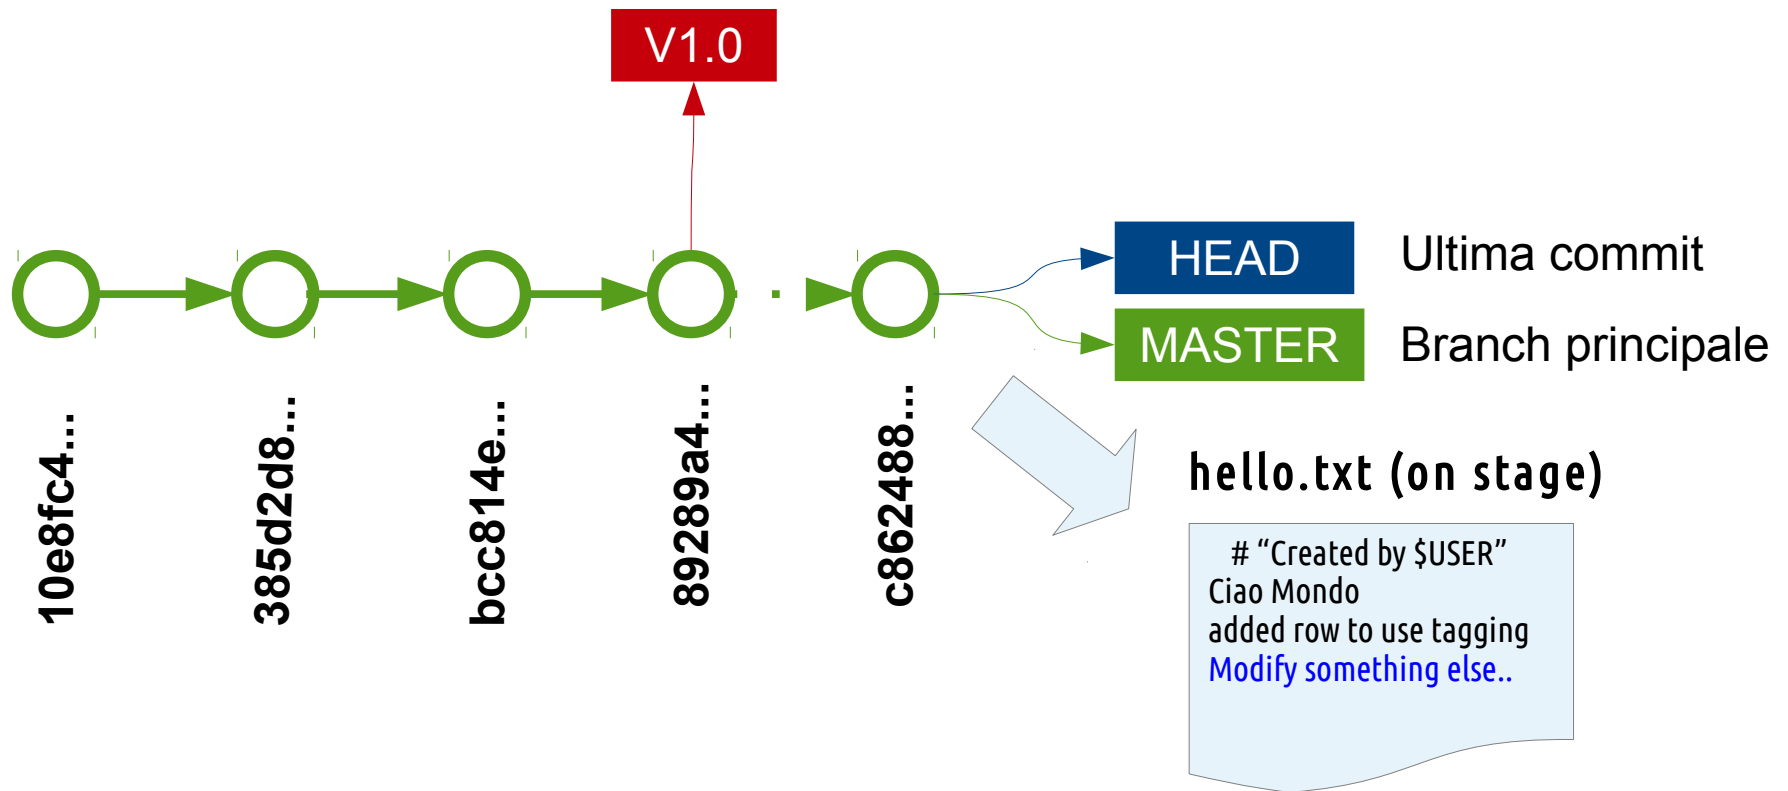 V1.0
HEAD
Ultima commit
MASTER
Branch principale
10e8fc4...
385d2d8...
bcc814e...
89289a4...
c862488...
hello.txt (on stage)
# “Created by $USER”
Ciao Mondo
added row to use tagging
Modify something else..